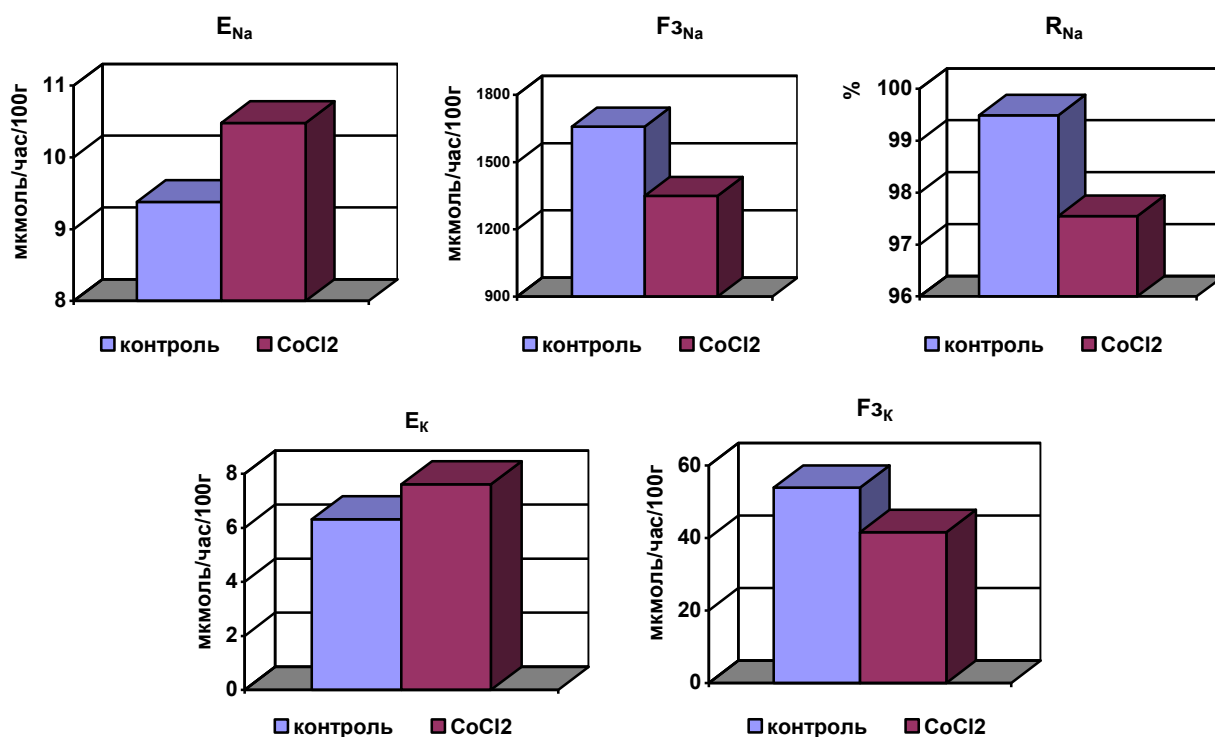 E_Na
мкмоль/час/100г
11
10
9
8
контроль CoCl2
Fз_Na
мкмоль/час/100г
1800
1500
1200
900
контроль CoCl2
R_Na
%
100
99
98
97
96
контроль CoCl2
E_К
мкмоль/час/100г
8
6
4
2
0
контроль CoCl2
Fз_К
мкмоль/час/100г
60
40
20
0
контроль CoCl2